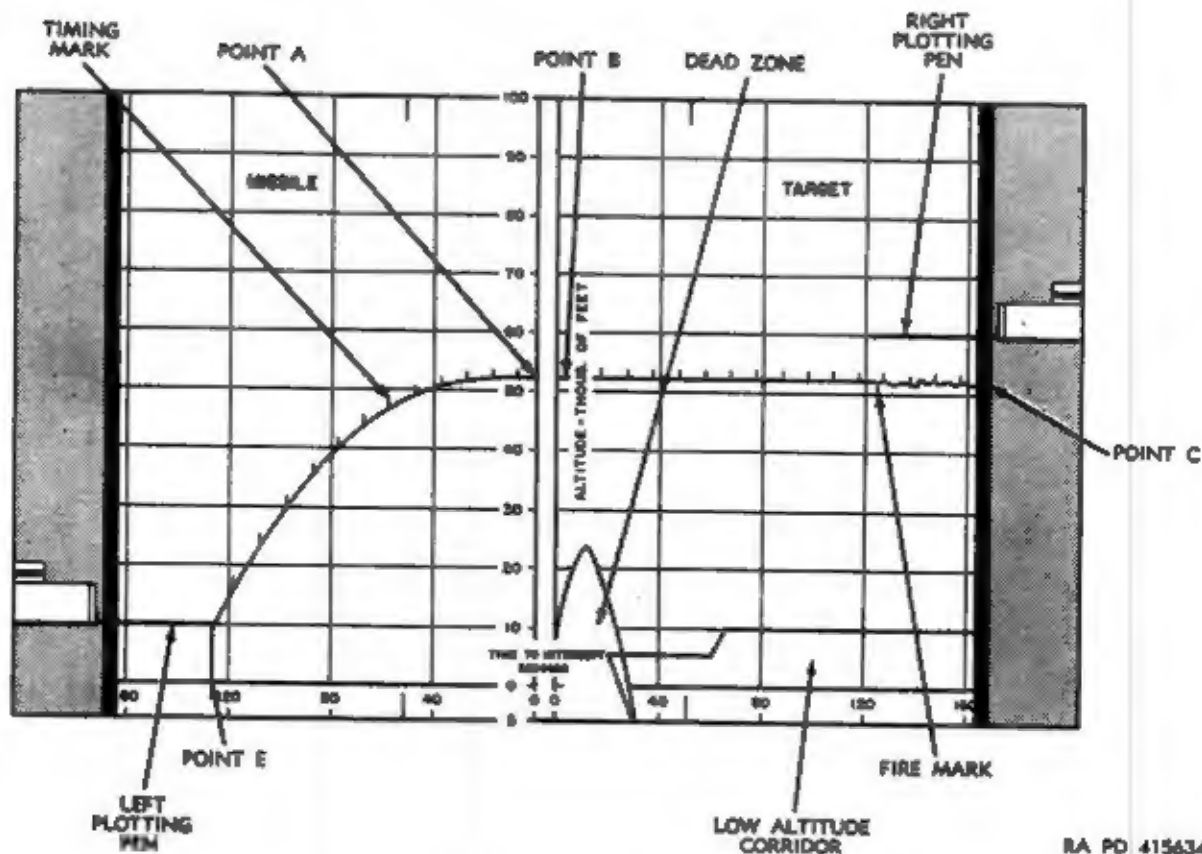 TIMING
MARK
POINT A
POINT B
DEAD ZONE
RIGHT
PLOTTING
PEN
100
90
80
70
60
50
40
30
20
10
0
5
MISSILE
TARGET
ALTITUDE - THOUS. OF FEET
POINT C
TIME TO INTERCEPT
120
40
0
0
40
80
120
160
POINT E
LEFT
PLOTTING
PEN
FIRE MARK
LOW ALTITUDE
CORRIDOR
RA PD 415634